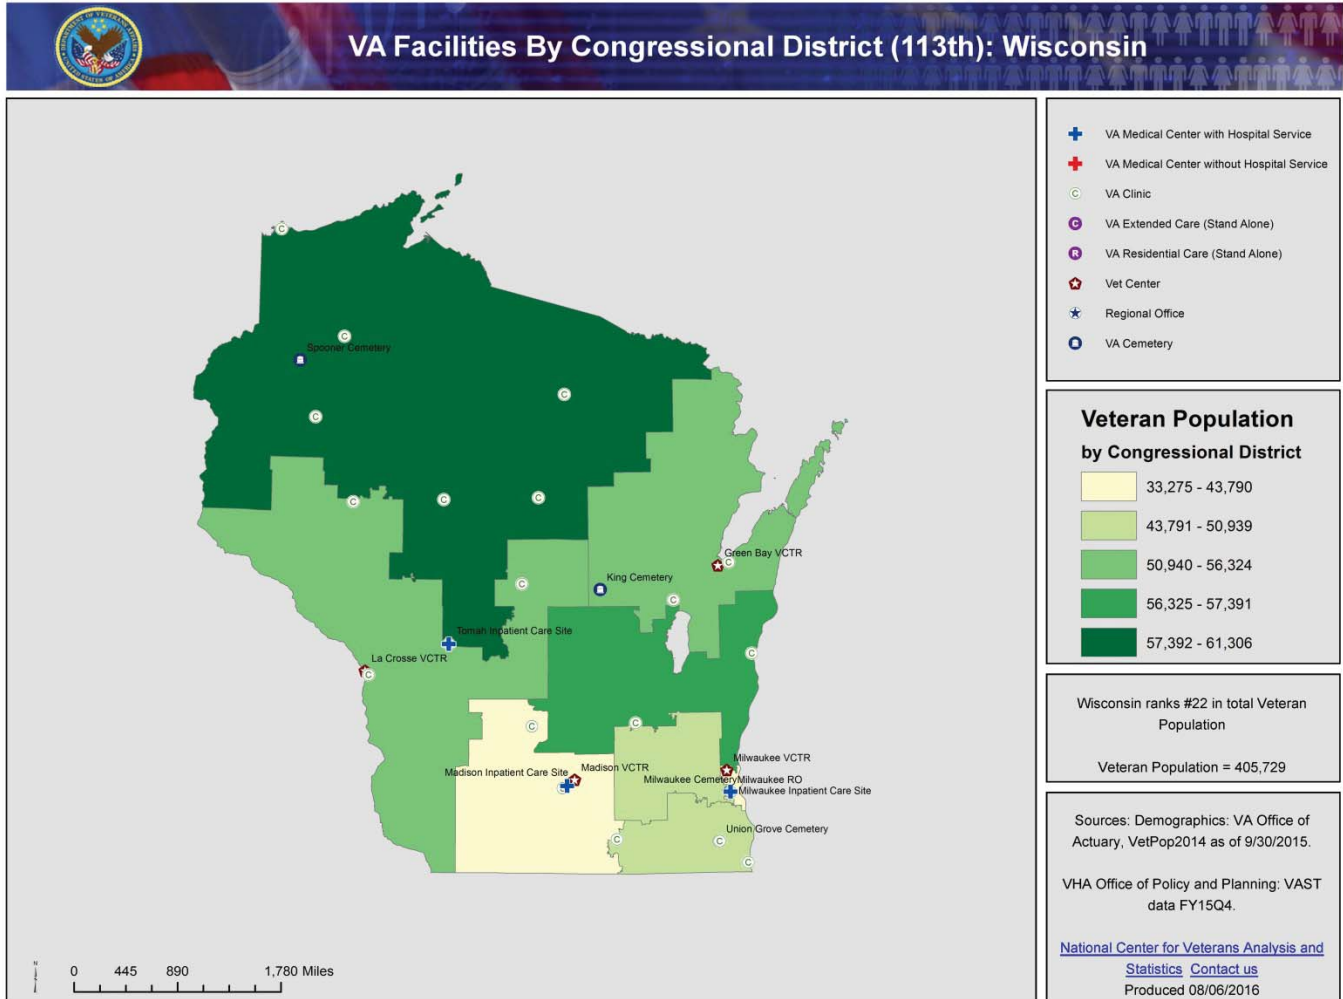 VA Facilities By Congressional District (113th): Wisconsin
Spooner Cemetery
Green Bay VCTR
King Cemetery
Tomah Inpatient Care Site
La Crosse VCTR
Milwaukee VCTR
Madison Inpatient Care Site
Madison VCTR
Milwaukee Cemetery
Milwaukee RO
Milwaukee Inpatient Care Site
Union Grove Cemetery
N
0 445 890 1,780 Miles
VA Medical Center with Hospital Service
VA Medical Center without Hospital Service
C VA Clinic
C VA Extended Care (Stand Alone)
R VA Residential Care (Stand Alone)
Vet Center
Regional Office
VA Cemetery
Veteran Population
by Congressional District
33,275 - 43,790
43,791 - 50,939
50,940 - 56,324
56,325 - 57,391
57,392 - 61,306
Wisconsin ranks #22 in total Veteran
Population
Veteran Population = 405,729
Sources: Demographics: VA Office of
Actuary, VetPop2014 as of 9/30/2015.
VHA Office of Policy and Planning: VAST
data FY15Q4.
National Center for Veterans Analysis and
Statistics Contact us
Produced 08/06/2016